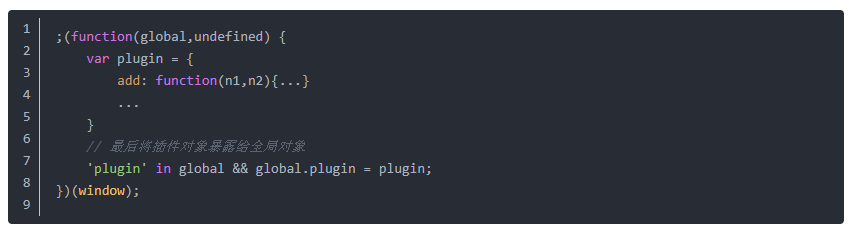 1 ;(function(global,undefined) {
2     var plugin = {
3         add: function(n1,n2){...}
4         ...
5     }
6     // 最后将插件对象暴露给全局对象
7     'plugin' in global && global.plugin = plugin;
8 })(window);
9